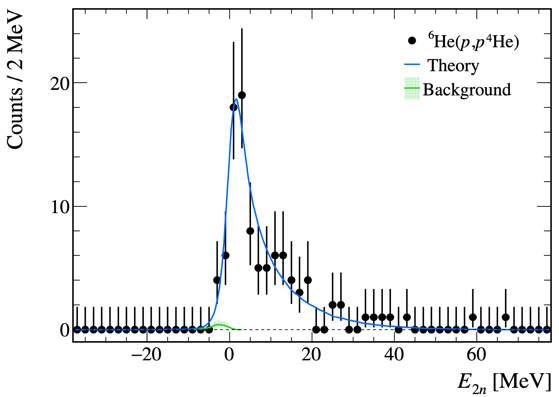 Counts / 2 MeV
⁶He(p,p⁴He)
Theory
Background
20
10
0
−20 0 20 40 60
E₂ₙ [MeV]